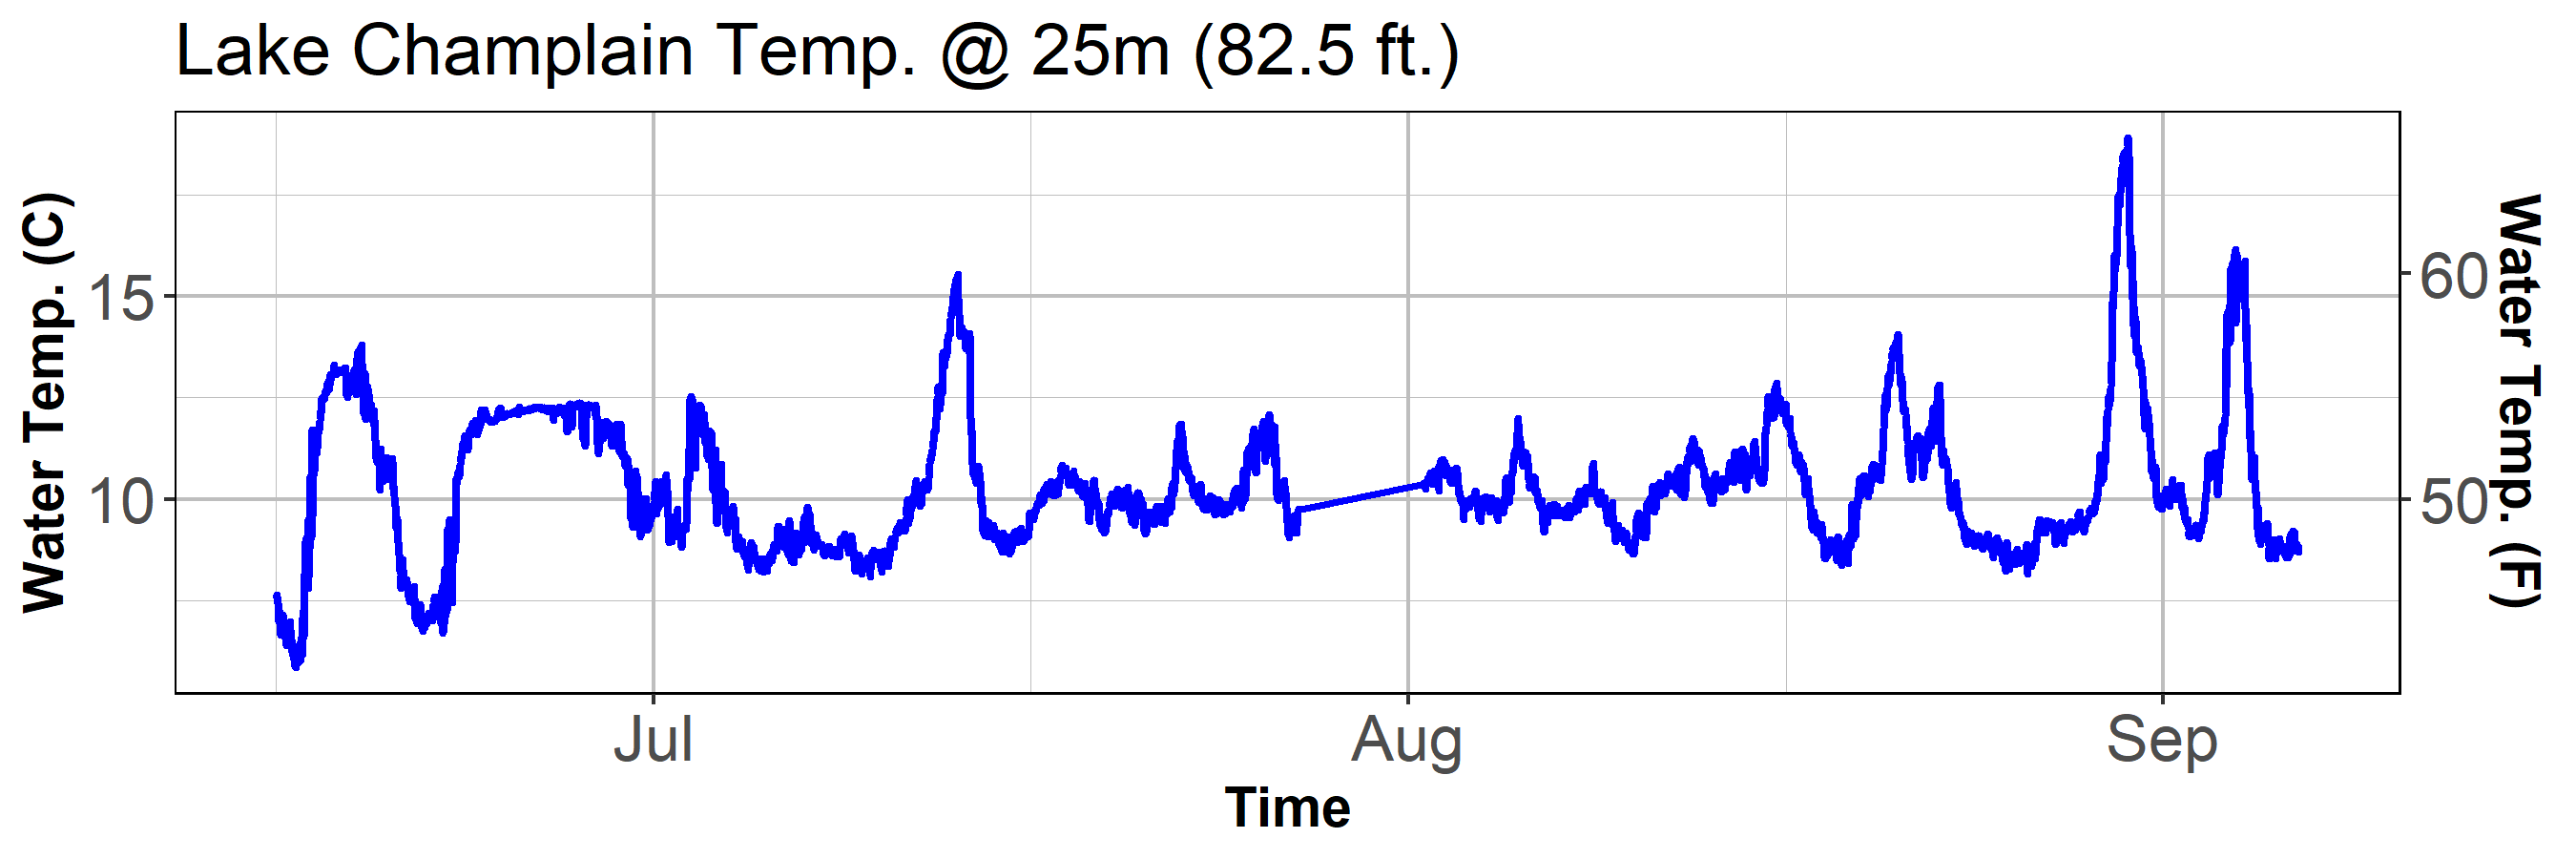 Lake Champlain Temp. @ 25m (82.5 ft.)
Water Temp. (C)
15
10
60
50
Water Temp. (F)
Jul
Aug
Sep
Time